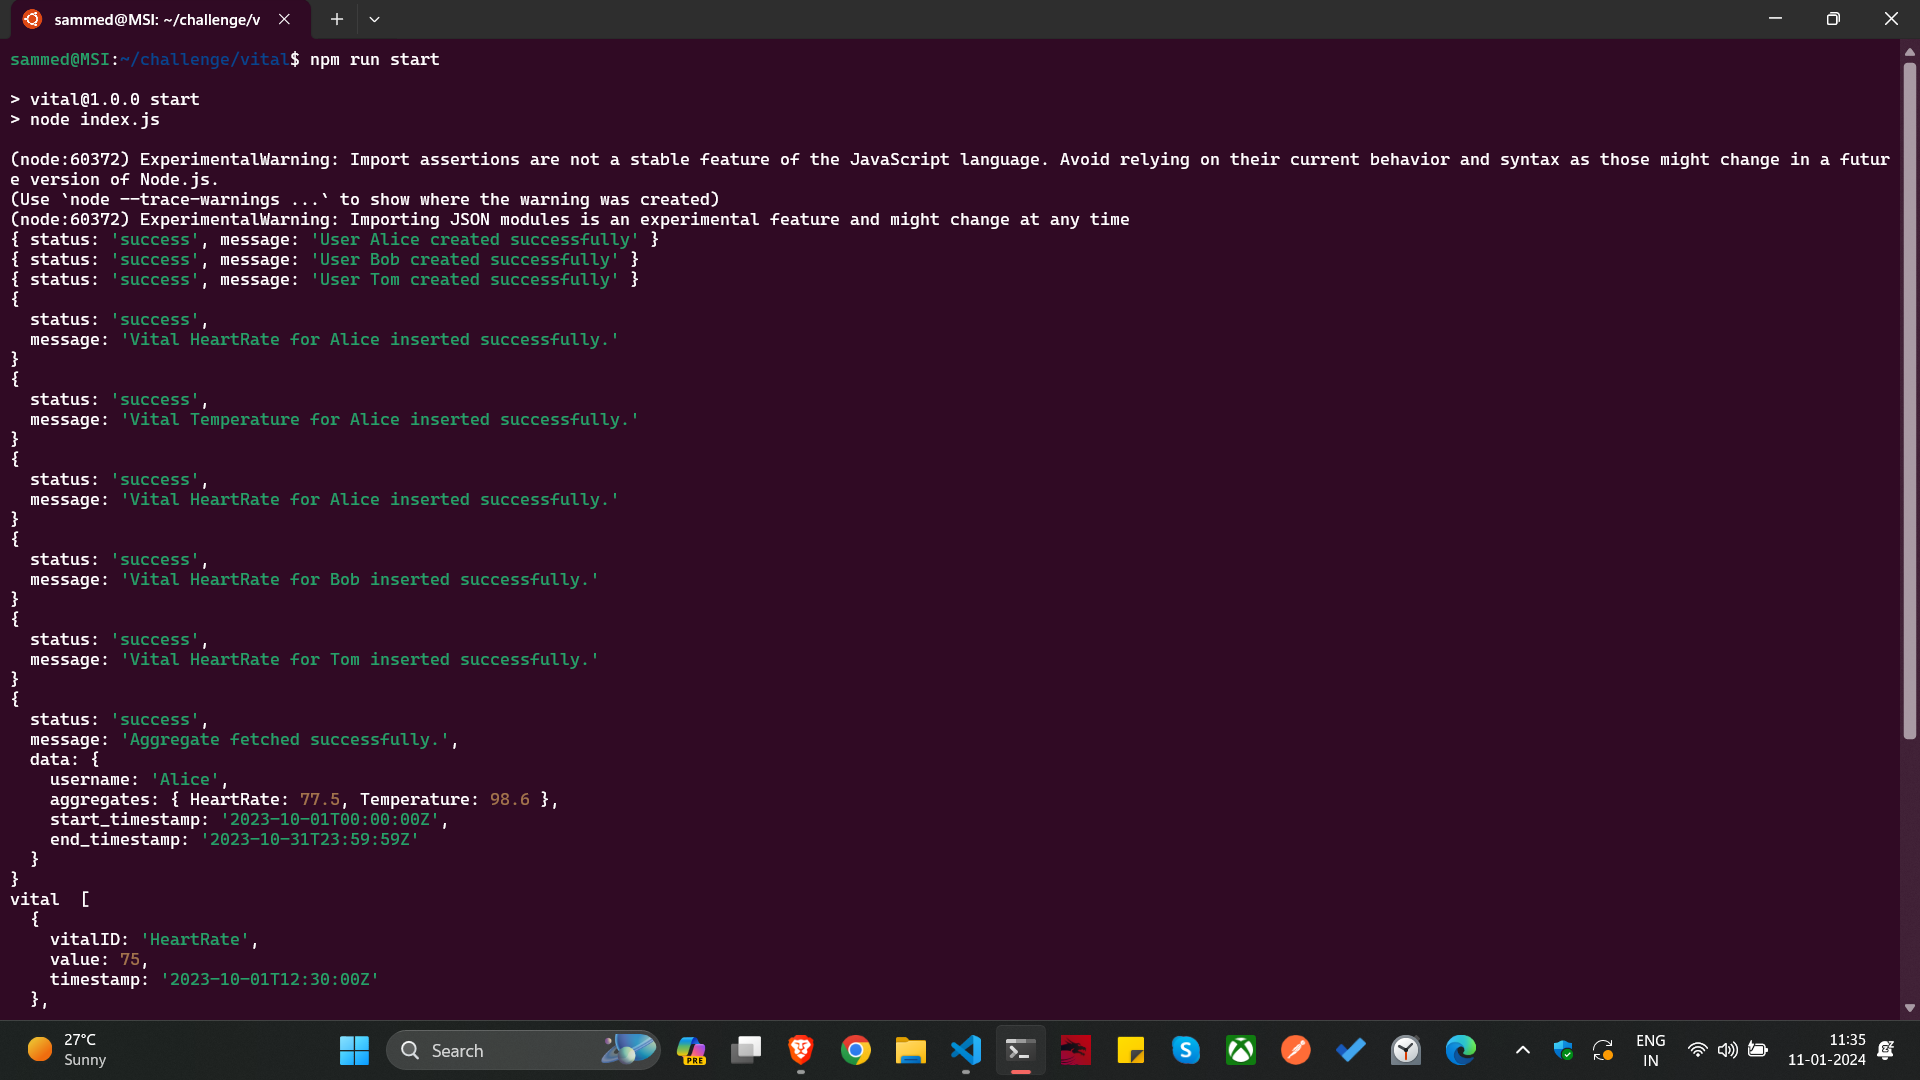 sammed@MSI: ~/challenge/v
sammed@MSI:~/challenge/vital$ npm run start
> vital@1.0.0 start
> node index.js
(node:60372) ExperimentalWarning: Import assertions are not a stable feature of the JavaScript language. Avoid relying on their current behavior and syntax as those might change in a futur
e version of Node.js.
(Use `node --trace-warnings ...` to show where the warning was created)
(node:60372) ExperimentalWarning: Importing JSON modules is an experimental feature and might change at any time
{ status: 'success', message: 'User Alice created successfully' }
{ status: 'success', message: 'User Bob created successfully' }
{ status: 'success', message: 'User Tom created successfully' }
{
  status: 'success',
  message: 'Vital HeartRate for Alice inserted successfully.'
}
{
  status: 'success',
  message: 'Vital Temperature for Alice inserted successfully.'
}
{
  status: 'success',
  message: 'Vital HeartRate for Alice inserted successfully.'
}
{
  status: 'success',
  message: 'Vital HeartRate for Bob inserted successfully.'
}
{
  status: 'success',
  message: 'Vital HeartRate for Tom inserted successfully.'
}
{
  status: 'success',
  message: 'Aggregate fetched successfully.',
  data: {
    username: 'Alice',
    aggregates: { HeartRate: 77.5, Temperature: 98.6 },
    start_timestamp: '2023-10-01T00:00:00Z',
    end_timestamp: '2023-10-31T23:59:59Z'
  }
}
vital  [
  {
    vitalID: 'HeartRate',
    value: 75,
    timestamp: '2023-10-01T12:30:00Z'
  },
27°C
Sunny
Search
PRE
ENG
IN
11:35
11-01-2024